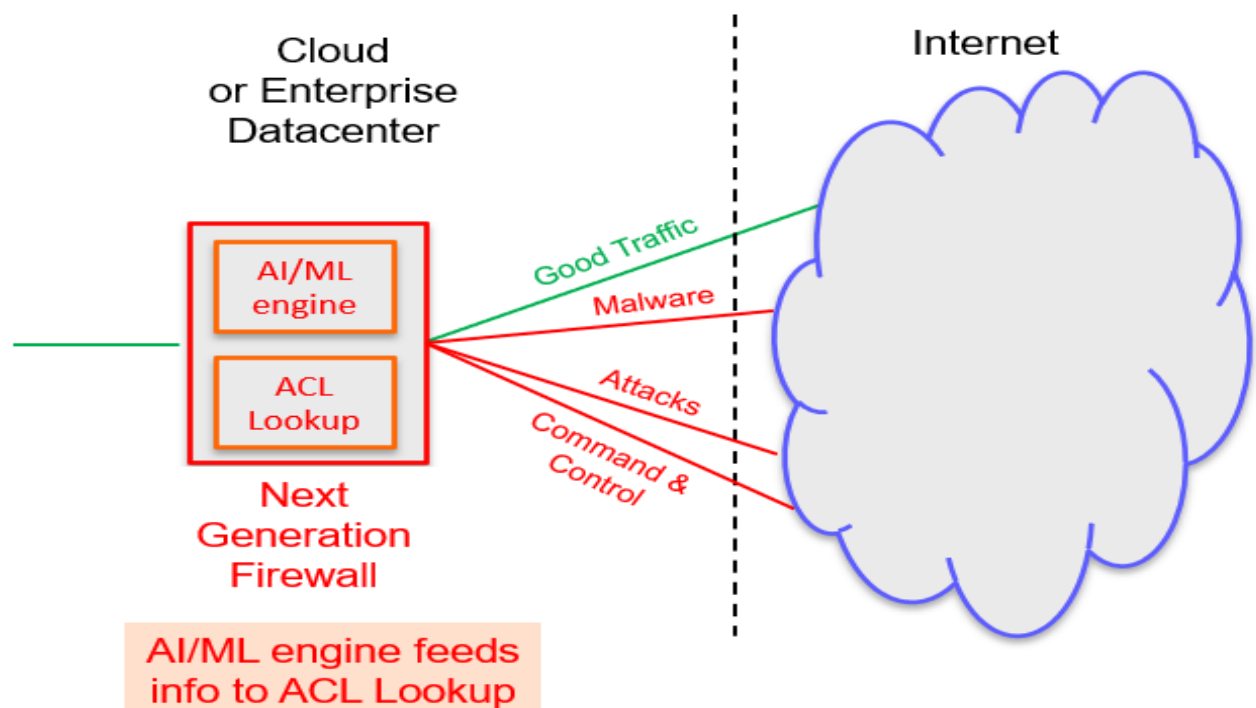 Cloud
or Enterprise
Datacenter
Internet
AI/ML
engine
ACL
Lookup
Good Traffic
Malware
Attacks
Command &
Control
Next
Generation
Firewall
AI/ML engine feeds
info to ACL Lookup